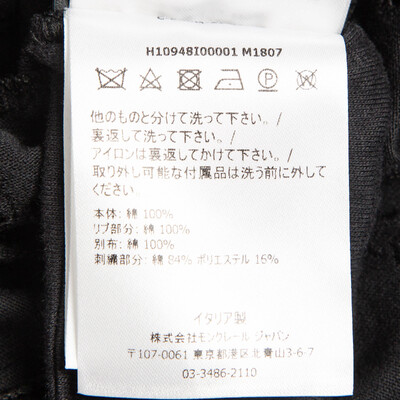 H10948I00001 M1807
他のものと分けて洗って下さい。/
裏返して洗って下さい。/
アイロンは裏返してかけて下さい。/
取り外し可能な付属品は洗う前に外してください。
本体: 綿 100%
リブ部分: 綿 100%
別布: 綿 100%
刺繍部分: 綿 84% ポリエステル 16%
イタリア製
株式会社モンクレール ジャパン
〒107-0061 東京都港区北青山3-6-7
03-3486-2110